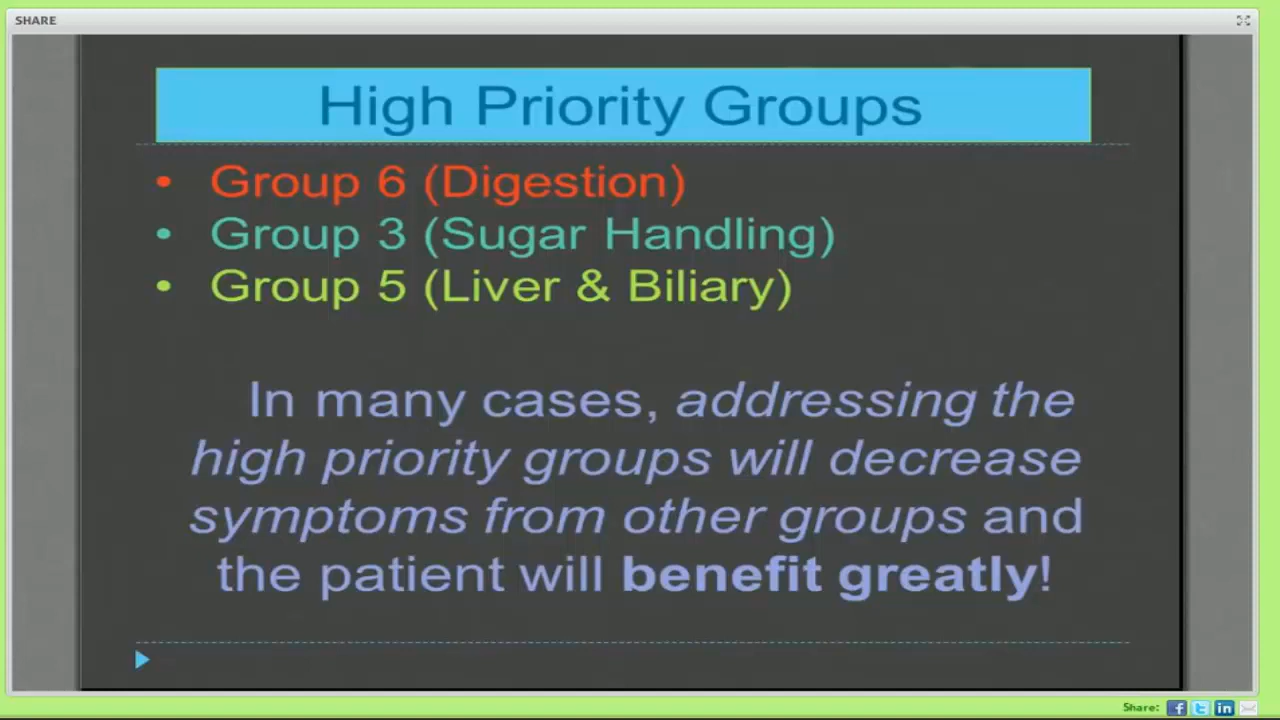 SHARE
High Priority Groups
• Group 6 (Digestion)
• Group 3 (Sugar Handling)
• Group 5 (Liver & Biliary)
In many cases, addressing the
high priority groups will decrease
symptoms from other groups and
the patient will benefit greatly!
Share: